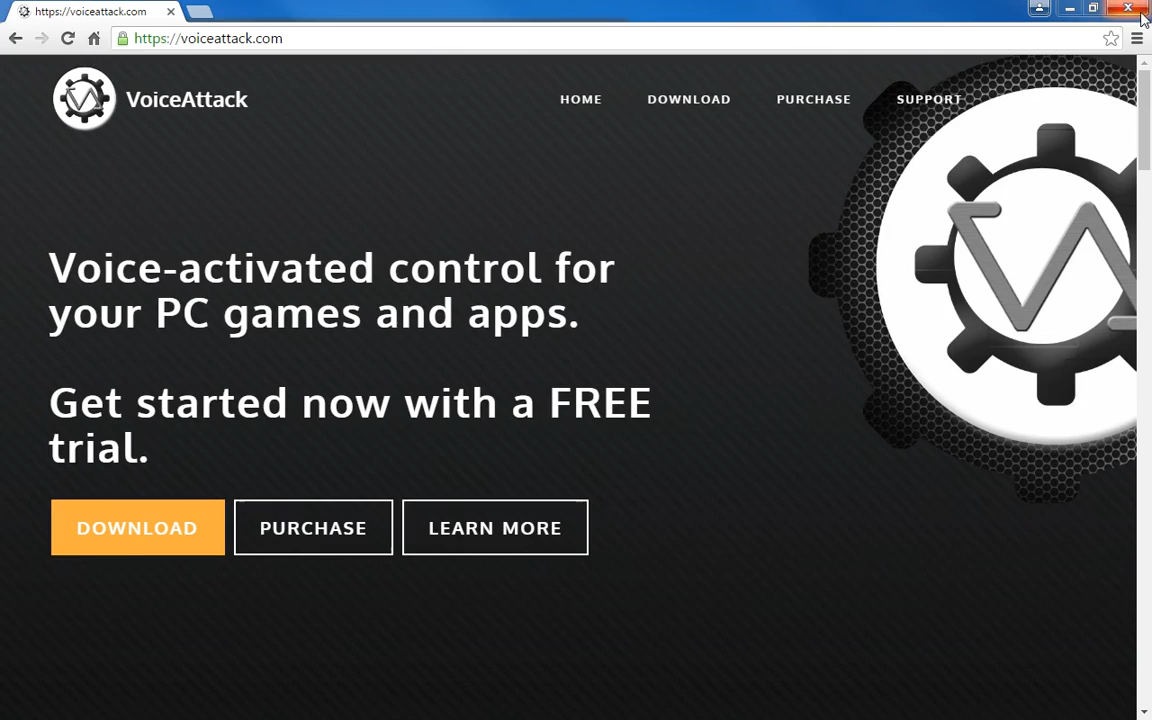 https://voiceattack.com
https://voiceattack.com
VoiceAttack
HOME DOWNLOAD PURCHASE SUPPORT
Voice-activated control for
your PC games and apps.
Get started now with a FREE
trial.
DOWNLOAD PURCHASE LEARN MORE